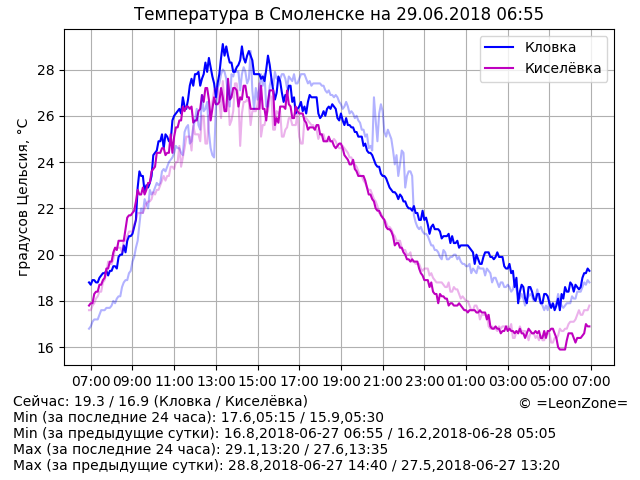 Температура в Смоленске на 29.06.2018 06:55
Кловка
Киселёвка
градусов Цельсия, °C
28
26
24
22
20
18
16
07:00 09:00 11:00 13:00 15:00 17:00 19:00 21:00 23:00 01:00 03:00 05:00 07:00
Сейчас: 19.3 / 16.9 (Кловка / Киселёвка)
© =LeonZone=
Min (за последние 24 часа): 17.6,05:15 / 15.9,05:30
Min (за предыдущие сутки): 16.8,2018-06-27 06:55 / 16.2,2018-06-28 05:05
Max (за последние 24 часа): 29.1,13:20 / 27.6,13:35
Max (за предыдущие сутки): 28.8,2018-06-27 14:40 / 27.5,2018-06-27 13:20